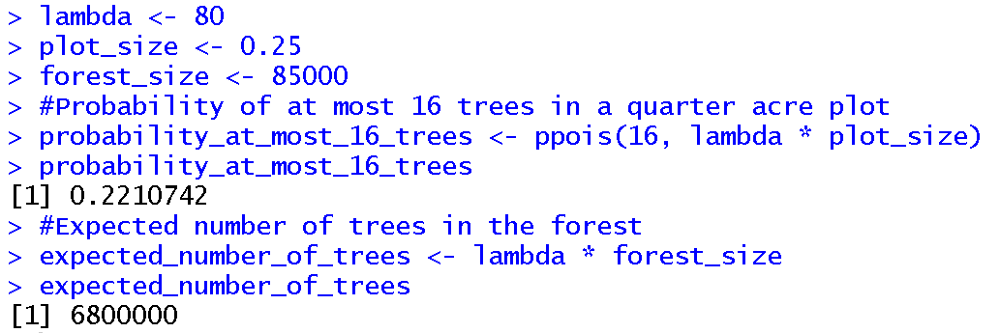 > lambda <- 80
> plot_size <- 0.25
> forest_size <- 85000
> #Probability of at most 16 trees in a quarter acre plot
> probability_at_most_16_trees <- ppois(16, lambda * plot_size)
> probability_at_most_16_trees
[1] 0.2210742
> #Expected number of trees in the forest
> expected_number_of_trees <- lambda * forest_size
> expected_number_of_trees
[1] 6800000